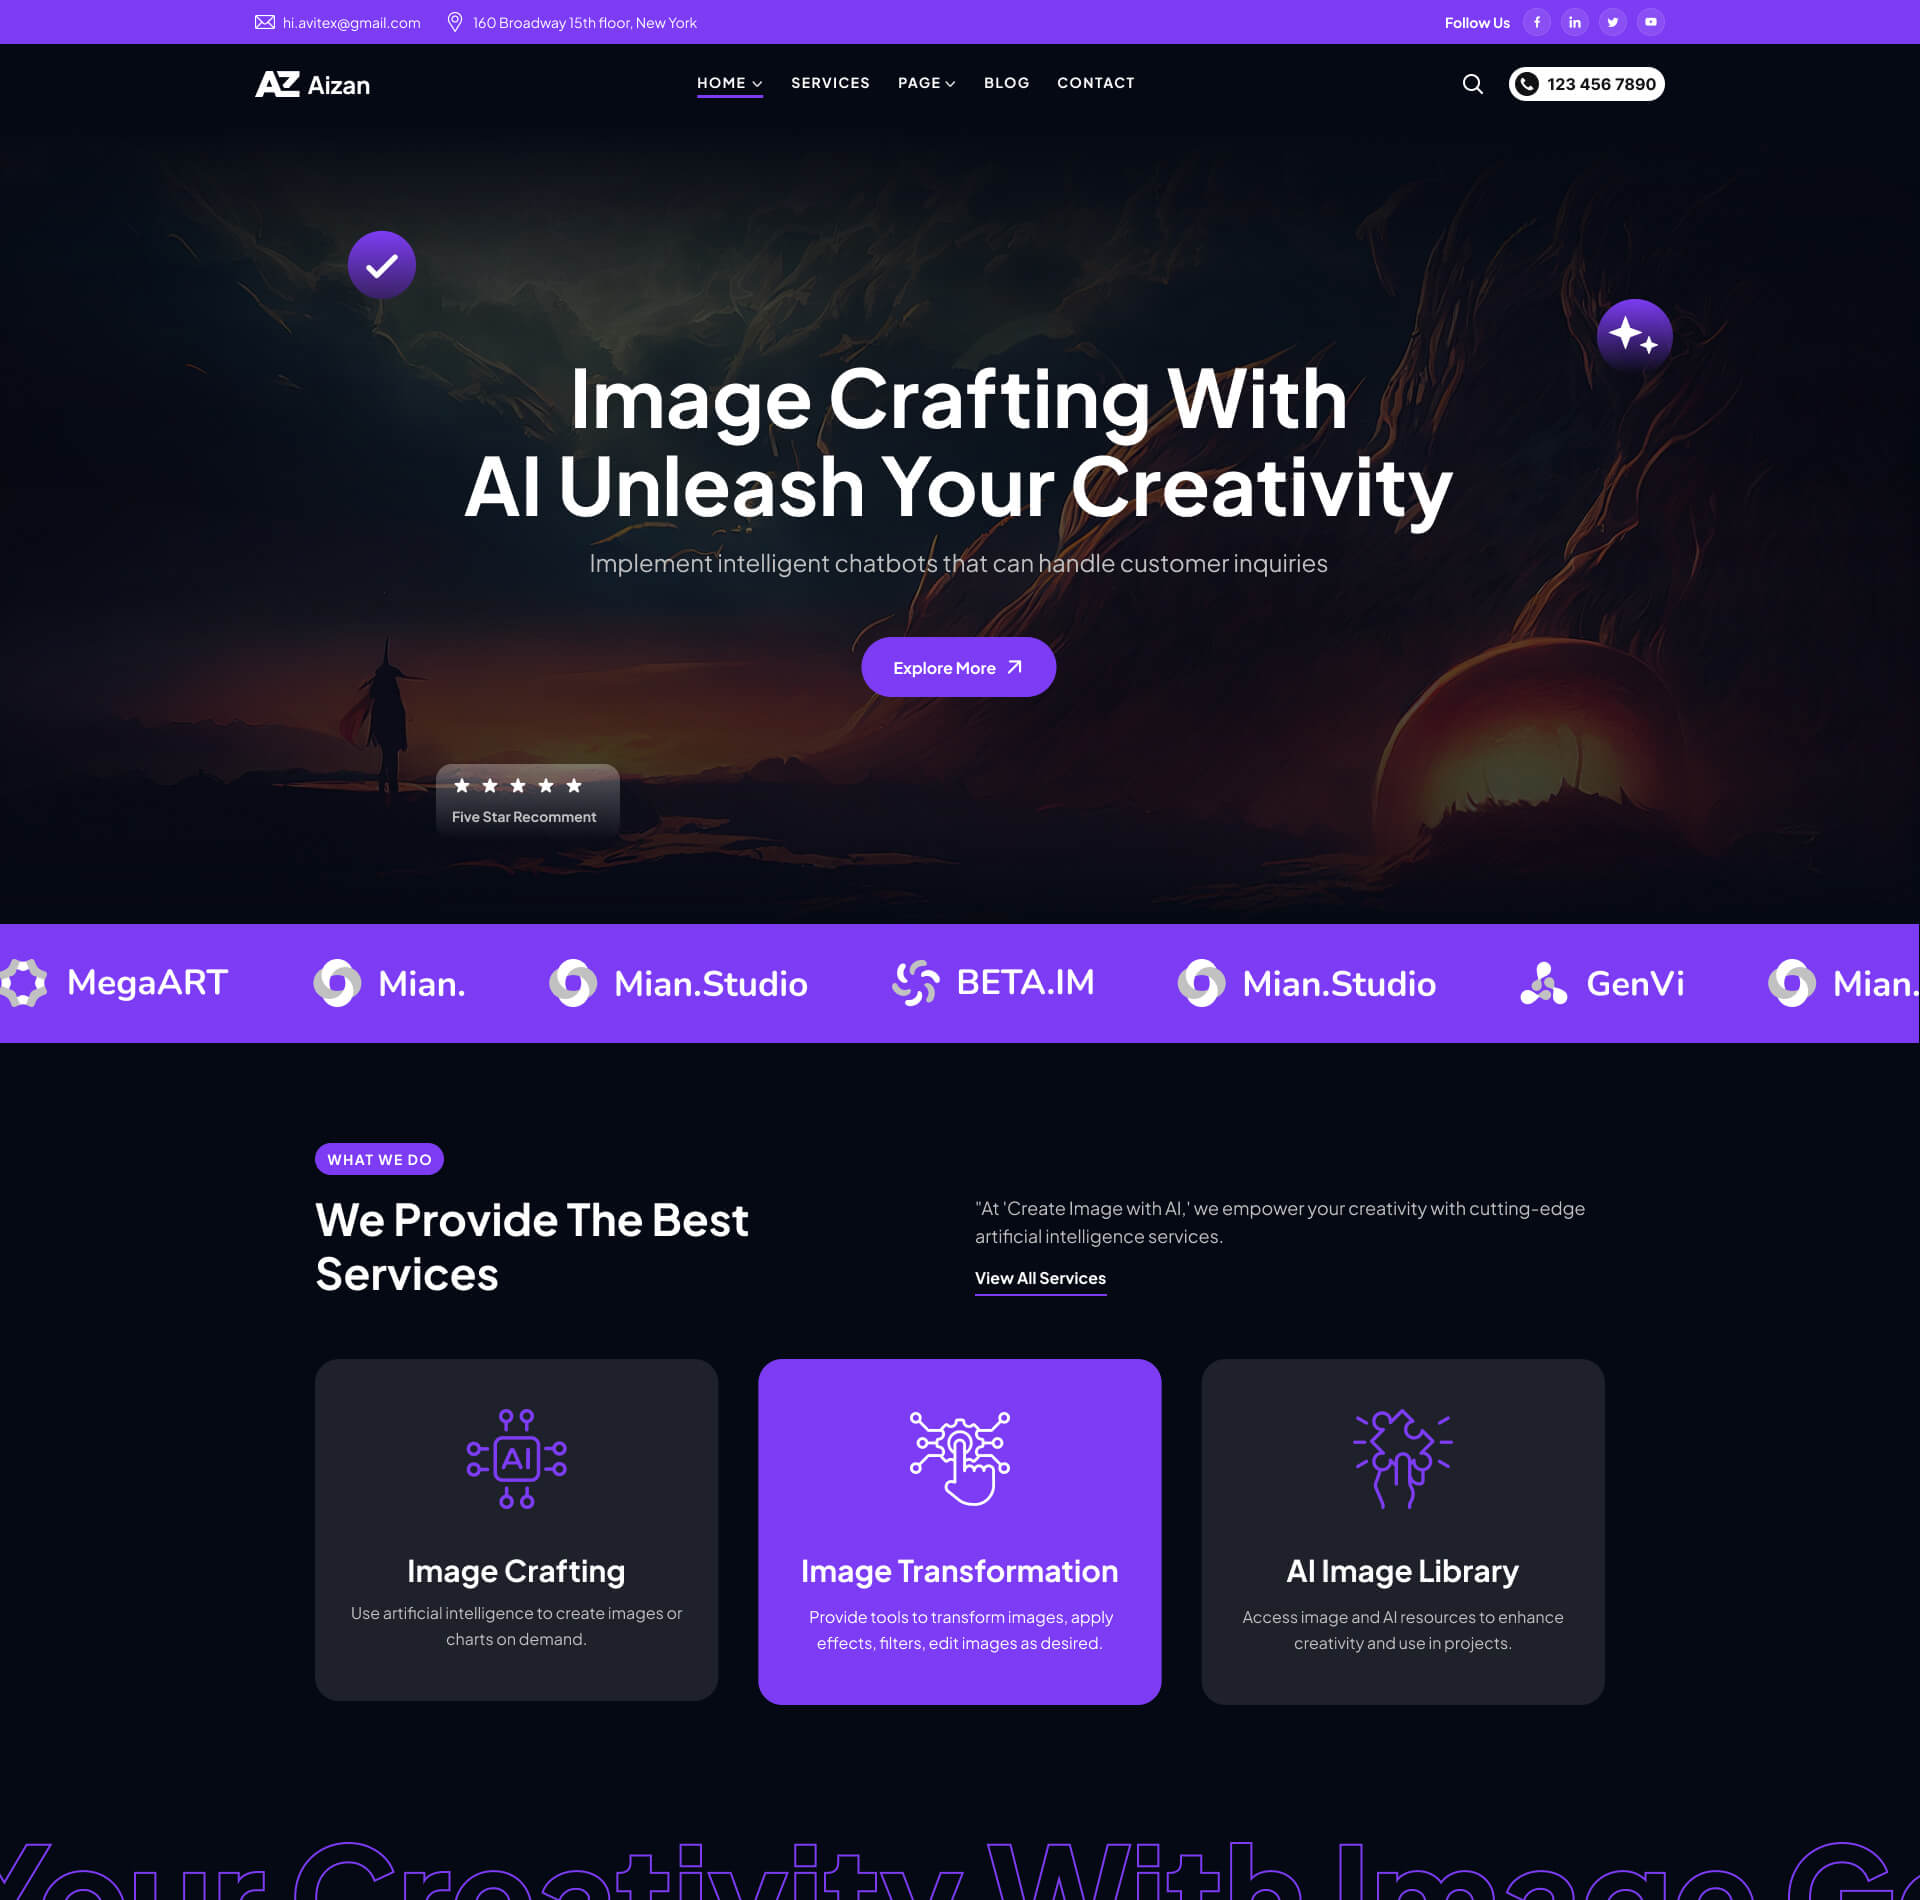 hi.avitex@gmail.com
160 Broadway 15th floor, New York
Follow Us
AZ Aizan
HOME
SERVICES
PAGE
BLOG
CONTACT
123 456 7890
Image Crafting With
AI Unleash Your Creativity
Implement intelligent chatbots that can handle customer inquiries
Explore More
Five Star Recomment
MegaART
Mian.
Mian.Studio
BETA.IM
Mian.Studio
GenVi
Mian.
WHAT WE DO
We Provide The Best
Services
"At 'Create Image with AI,' we empower your creativity with cutting-edge
artificial intelligence services.
View All Services
AI
Image Crafting
Use artificial intelligence to create images or
charts on demand.
Image Transformation
Provide tools to transform images, apply
effects, filters, edit images as desired.
AI Image Library
Access image and AI resources to enhance
creativity and use in projects.
Your Creativity With Image